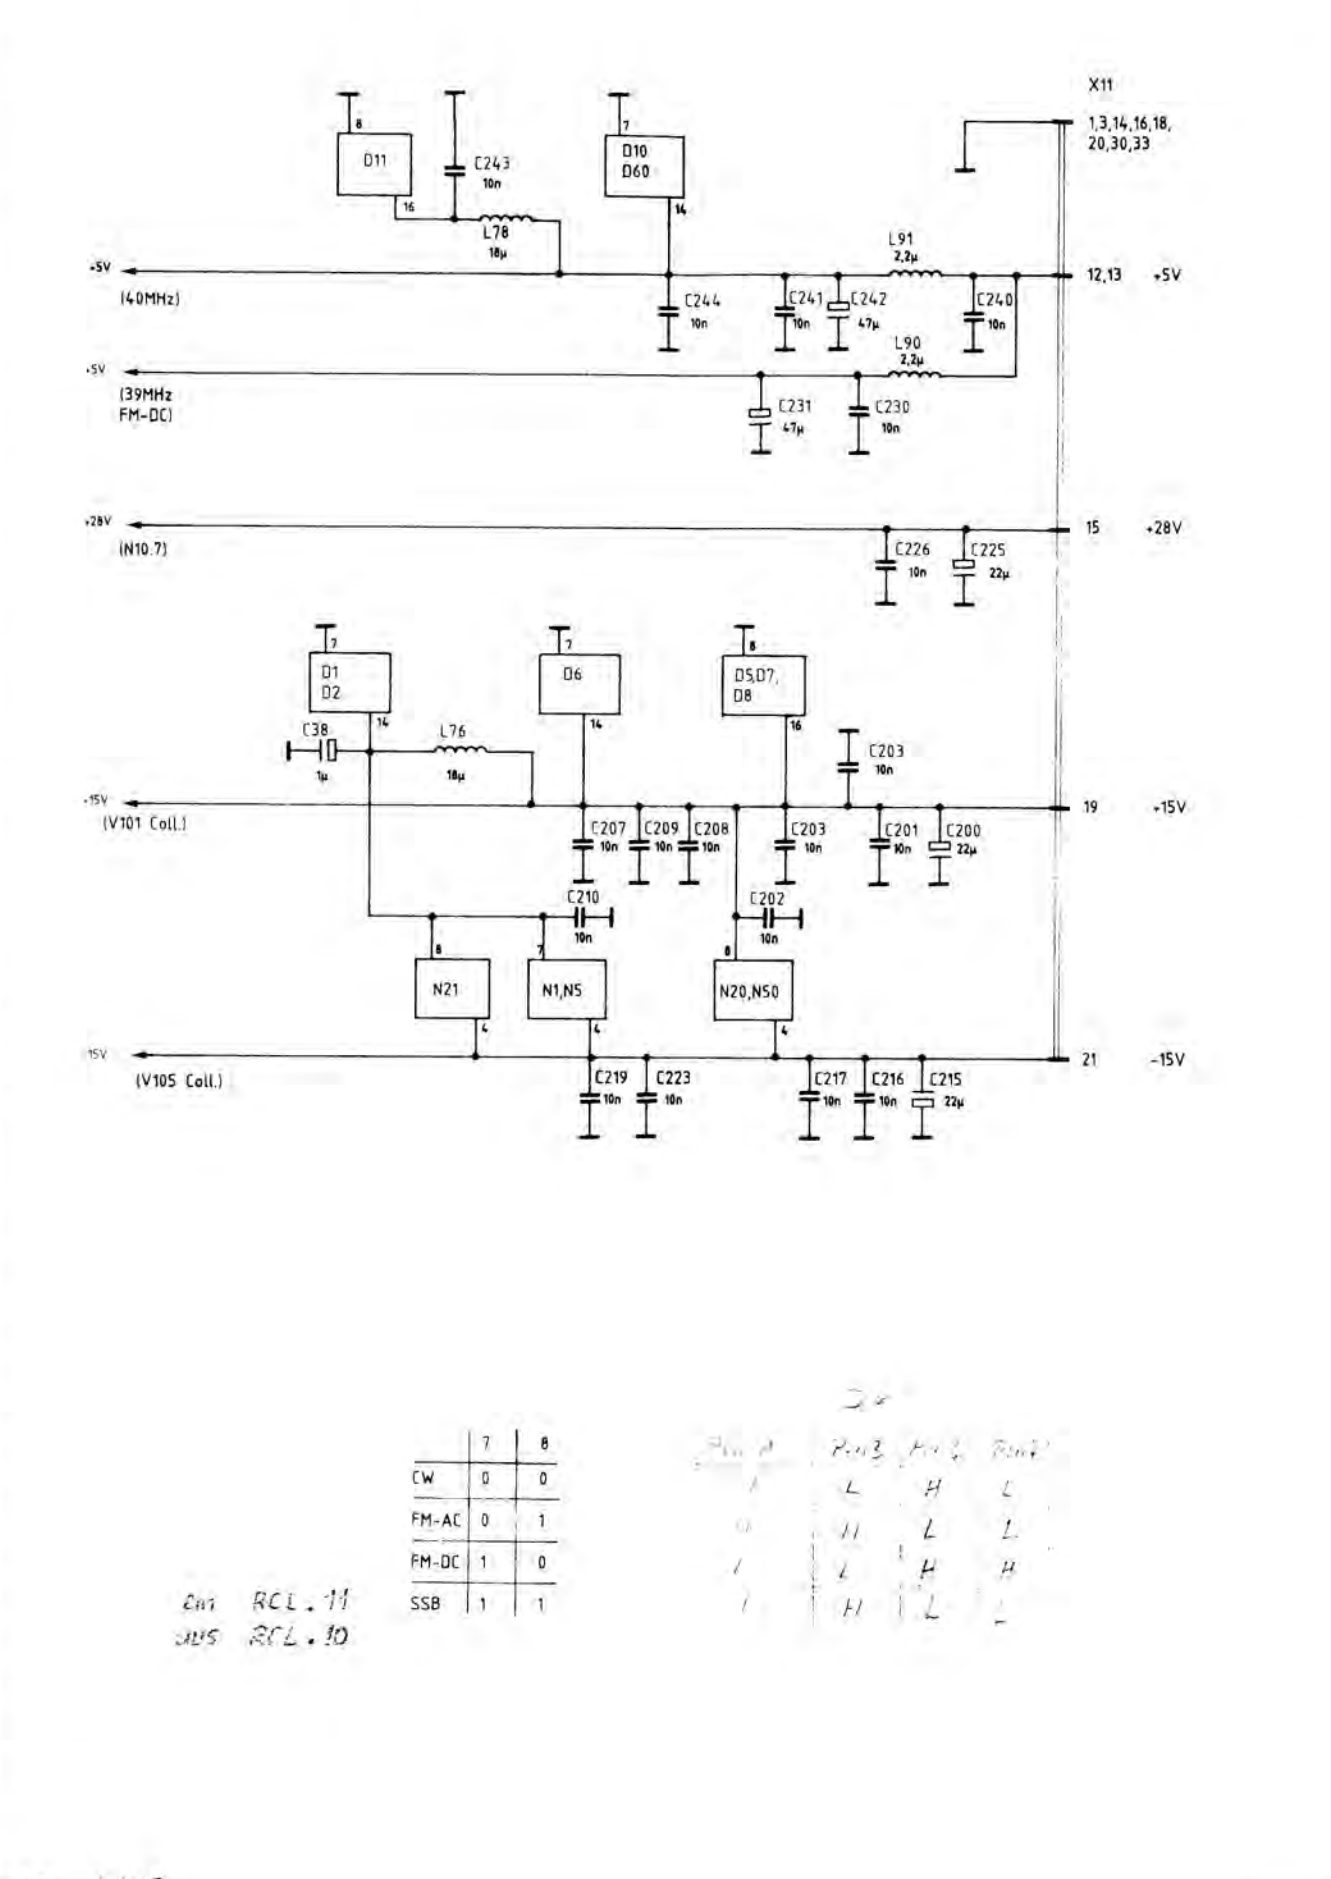 X11
1,3,14,16,18,
20,30,33
8
D11
16
C243
10n
L78
18µ
7
D10
D60
14
L91
2,2µ
+5V
(40MHz)
12,13 +5V
C244
10n
C241
10n
C242
47µ
C240
10n
L90
2,2µ
+5V
(39MHz
FM-DC)
C231
47µ
C230
10n
+28V
(N10.7)
15 +28V
C226
10n
C225
22µ
7
D1
D2
14
7
D6
14
8
D5,D7,
D8
16
C38
1µ
L76
18µ
C203
10n
-15V
(V101 Coll.)
19 +15V
C207
10n
C209
10n
C208
10n
C203
10n
C201
10n
C200
22µ
C210
10n
C202
10n
8
N21
4
7
N1,N5
4
8
N20,N50
4
15V
(V105 Coll.)
21 -15V
C219
10n
C223
10n
C217
10n
C216
10n
C215
22µ
7 8
CW 0 0
FM-AC 0 1
FM-DC 1 0
SSB 1 1
Pin 3
L H L
H L L
L H H
H L L
RCL.11
aus RCL.10